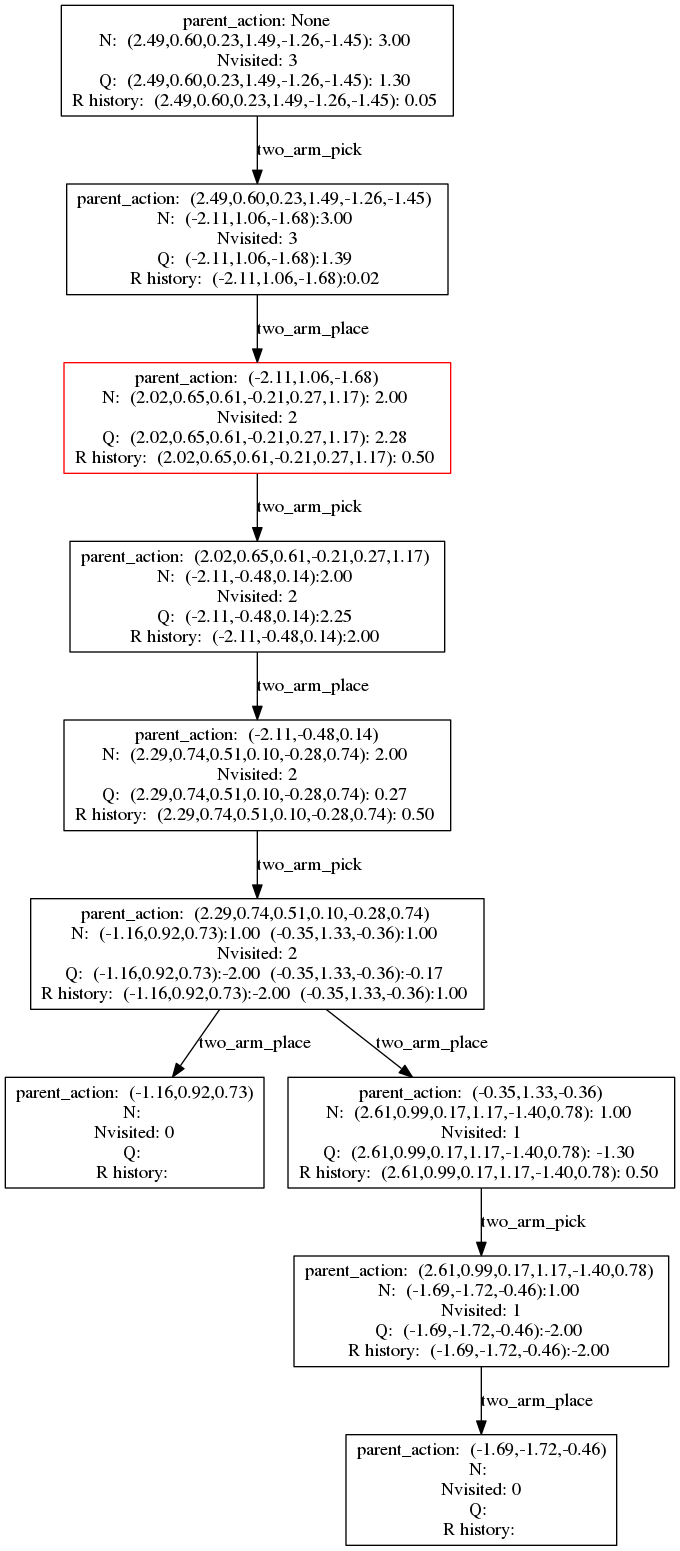 parent_action: None
N: (2.49,0.60,0.23,1.49,-1.26,-1.45): 3.00
Nvisited: 3
Q: (2.49,0.60,0.23,1.49,-1.26,-1.45): 1.30
R history: (2.49,0.60,0.23,1.49,-1.26,-1.45): 0.05
two_arm_pick
parent_action: (2.49,0.60,0.23,1.49,-1.26,-1.45)
N: (-2.11,1.06,-1.68):3.00
Nvisited: 3
Q: (-2.11,1.06,-1.68):1.39
R history: (-2.11,1.06,-1.68):0.02
two_arm_place
parent_action: (-2.11,1.06,-1.68)
N: (2.02,0.65,0.61,-0.21,0.27,1.17): 2.00
Nvisited: 2
Q: (2.02,0.65,0.61,-0.21,0.27,1.17): 2.28
R history: (2.02,0.65,0.61,-0.21,0.27,1.17): 0.50
two_arm_pick
parent_action: (2.02,0.65,0.61,-0.21,0.27,1.17)
N: (-2.11,-0.48,0.14):2.00
Nvisited: 2
Q: (-2.11,-0.48,0.14):2.25
R history: (-2.11,-0.48,0.14):2.00
two_arm_place
parent_action: (-2.11,-0.48,0.14)
N: (2.29,0.74,0.51,0.10,-0.28,0.74): 2.00
Nvisited: 2
Q: (2.29,0.74,0.51,0.10,-0.28,0.74): 0.27
R history: (2.29,0.74,0.51,0.10,-0.28,0.74): 0.50
two_arm_pick
parent_action: (2.29,0.74,0.51,0.10,-0.28,0.74)
N: (-1.16,0.92,0.73):1.00 (-0.35,1.33,-0.36):1.00
Nvisited: 2
Q: (-1.16,0.92,0.73):-2.00 (-0.35,1.33,-0.36):-0.17
R history: (-1.16,0.92,0.73):-2.00 (-0.35,1.33,-0.36):1.00
two_arm_place
two_arm_place
parent_action: (-1.16,0.92,0.73)
N:
Nvisited: 0
Q:
R history:
parent_action: (-0.35,1.33,-0.36)
N: (2.61,0.99,0.17,1.17,-1.40,0.78): 1.00
Nvisited: 1
Q: (2.61,0.99,0.17,1.17,-1.40,0.78): -1.30
R history: (2.61,0.99,0.17,1.17,-1.40,0.78): 0.50
two_arm_pick
parent_action: (2.61,0.99,0.17,1.17,-1.40,0.78)
N: (-1.69,-1.72,-0.46):1.00
Nvisited: 1
Q: (-1.69,-1.72,-0.46):-2.00
R history: (-1.69,-1.72,-0.46):-2.00
two_arm_place
parent_action: (-1.69,-1.72,-0.46)
N:
Nvisited: 0
Q:
R history: